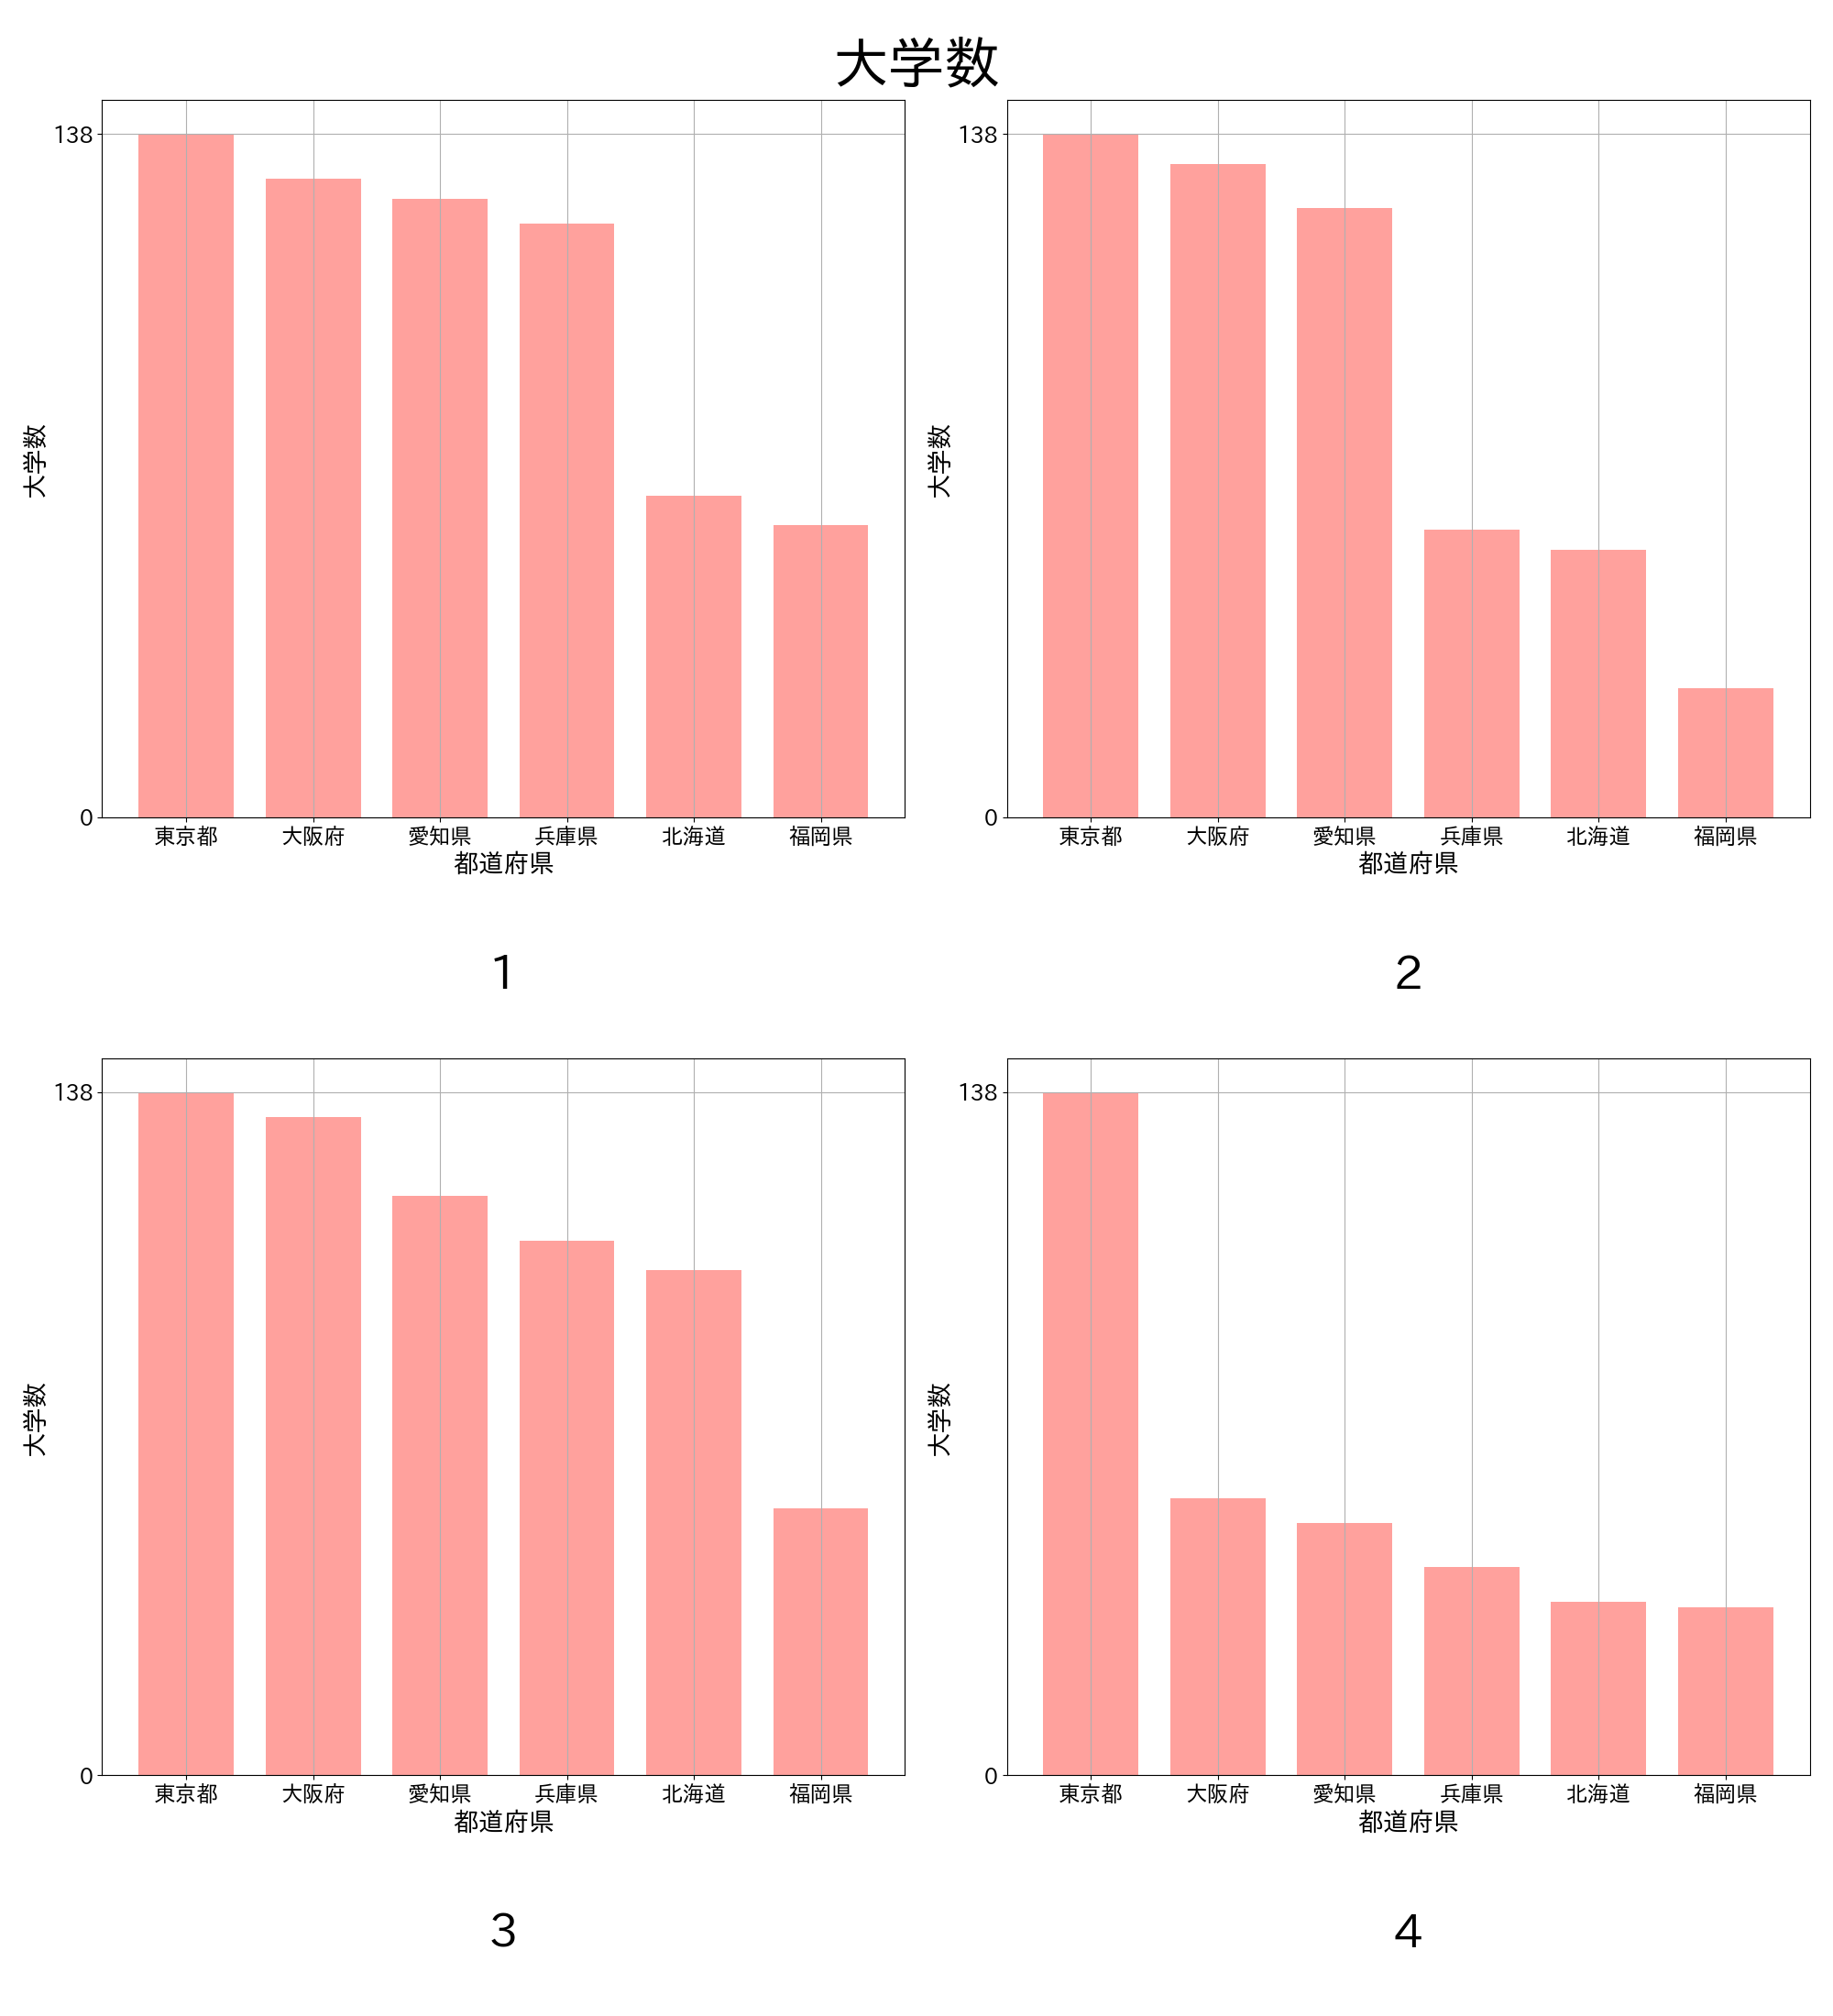 大学数
138
0
大学数
東京都 大阪府 愛知県 兵庫県 北海道 福岡県
都道府県
1
138
0
大学数
東京都 大阪府 愛知県 兵庫県 北海道 福岡県
都道府県
2
138
0
大学数
東京都 大阪府 愛知県 兵庫県 北海道 福岡県
都道府県
3
138
0
大学数
東京都 大阪府 愛知県 兵庫県 北海道 福岡県
都道府県
4